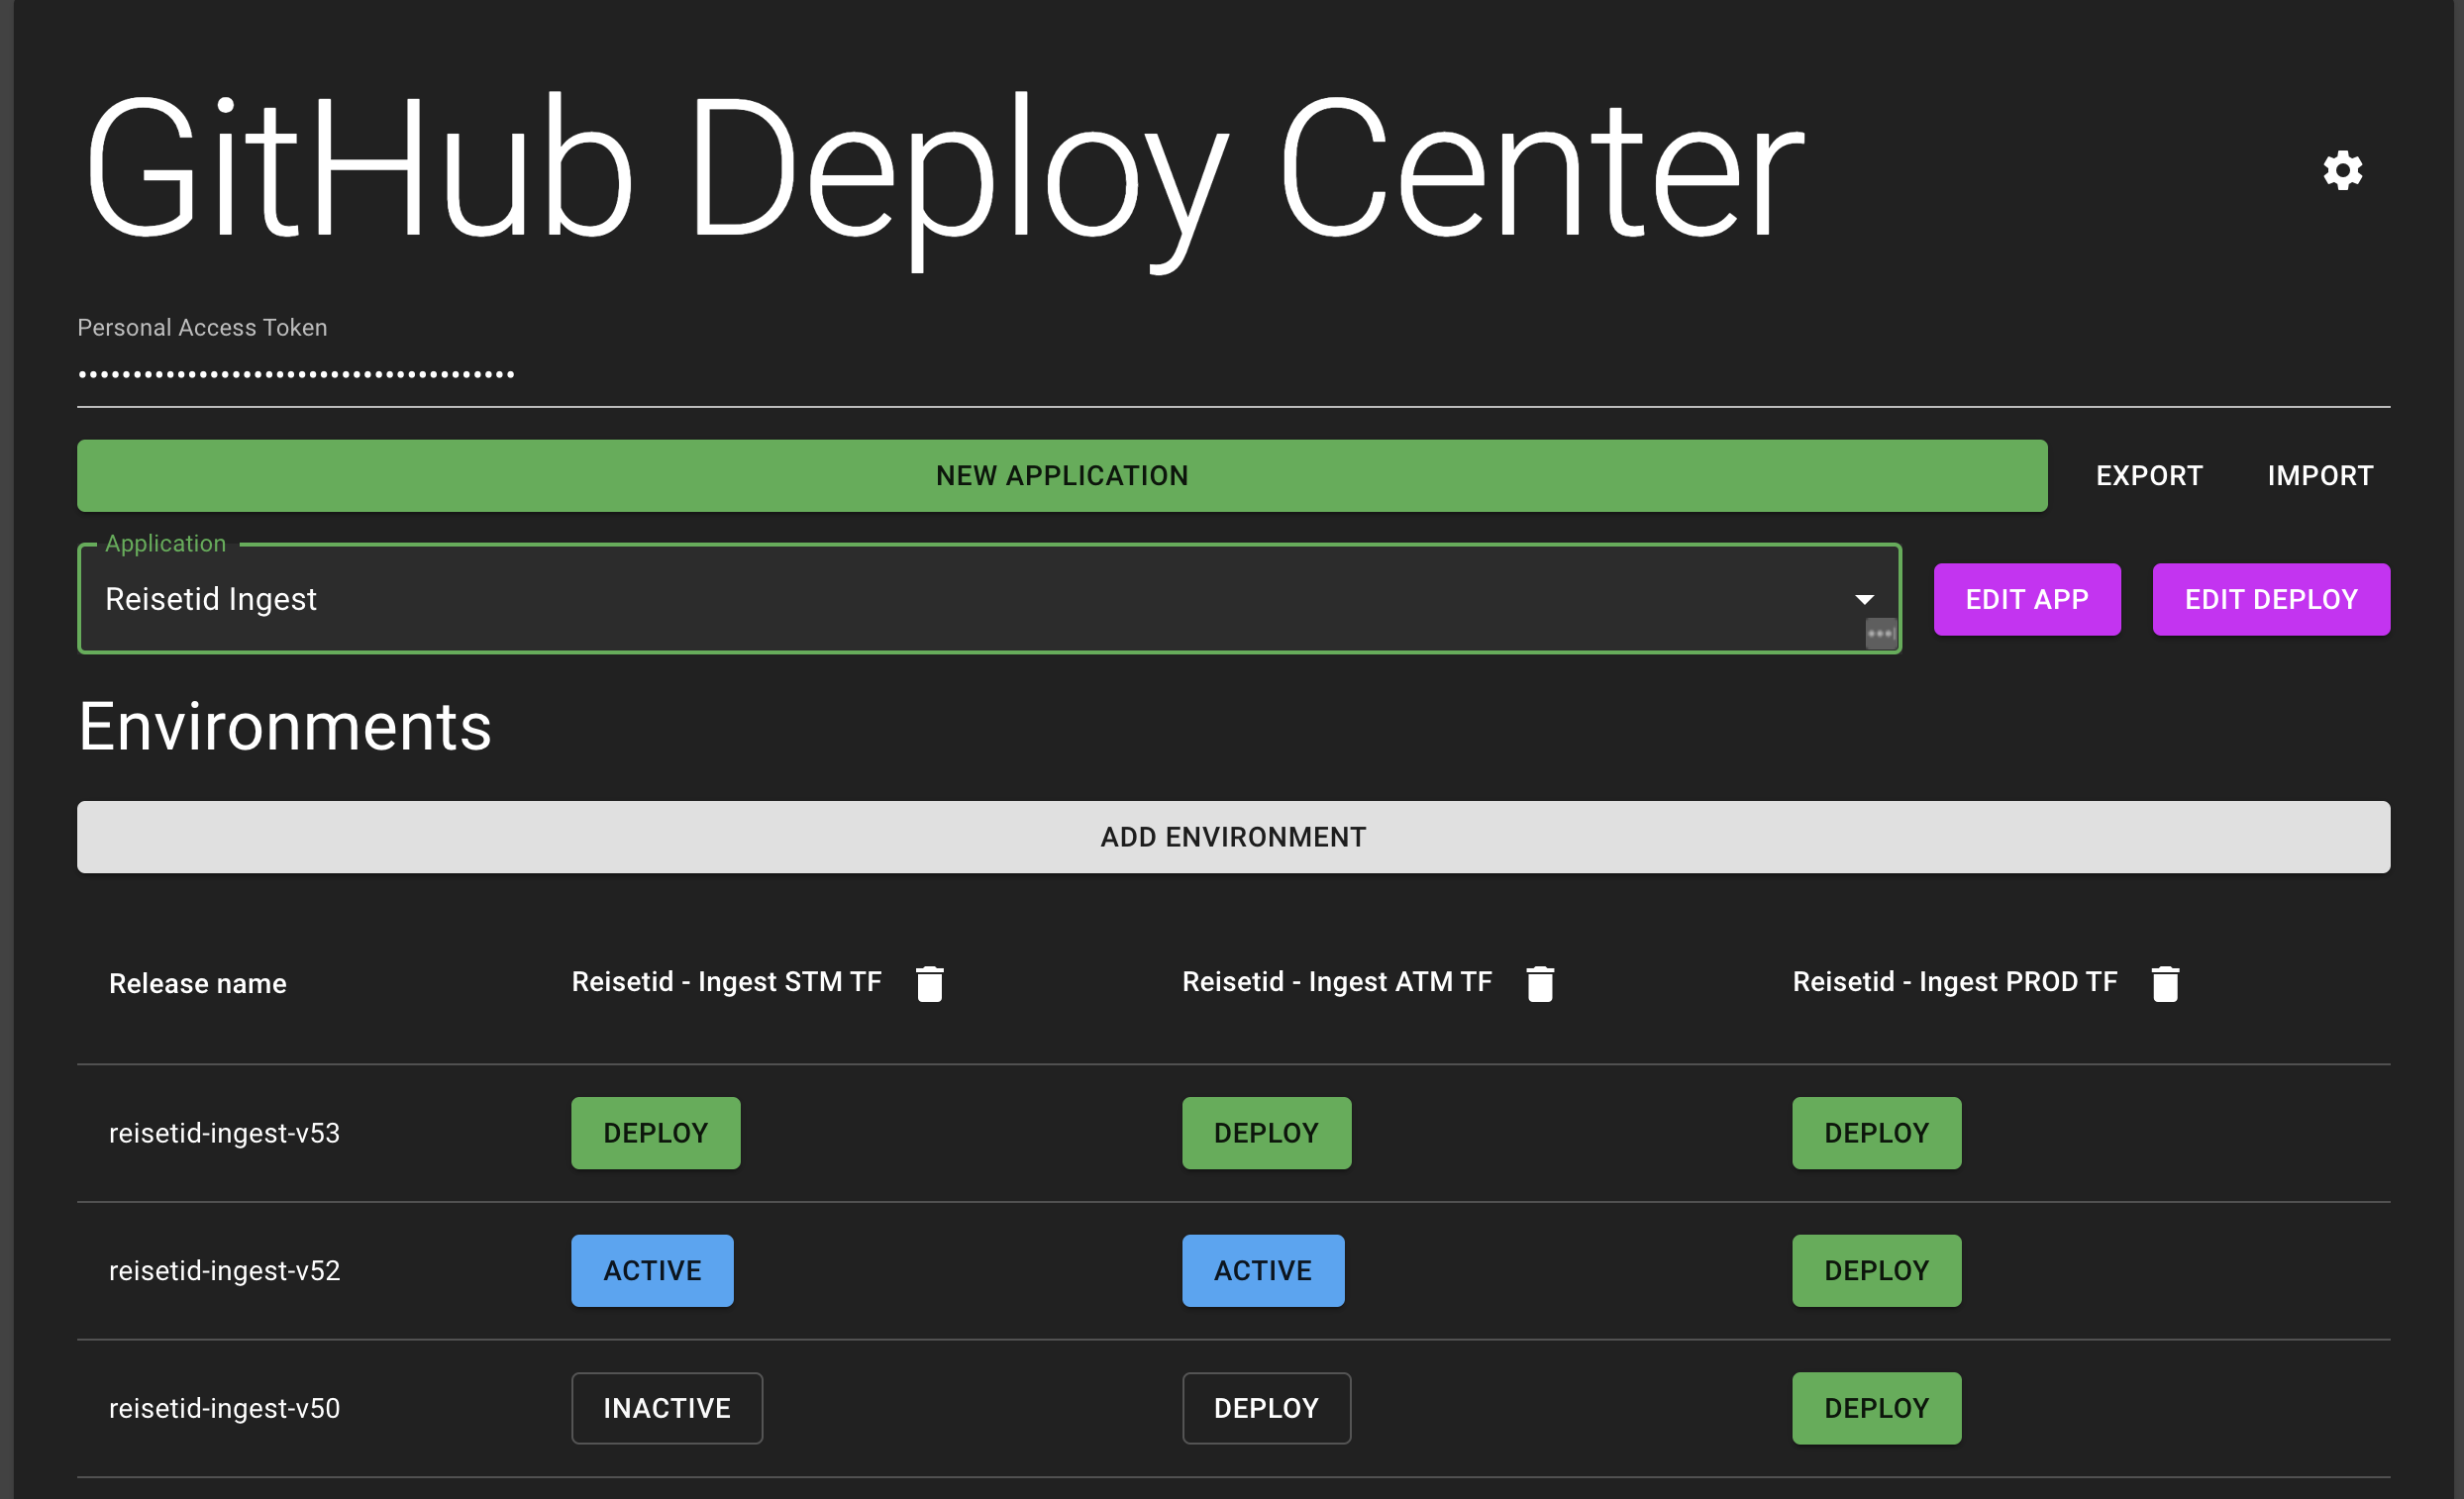 GitHub Deploy Center
Personal Access Token
NEW APPLICATION EXPORT IMPORT
Application
Reisetid Ingest EDIT APP EDIT DEPLOY
Environments
ADD ENVIRONMENT
Release name Reisetid - Ingest STM TF Reisetid - Ingest ATM TF Reisetid - Ingest PROD TF
reisetid-ingest-v53 DEPLOY DEPLOY DEPLOY
reisetid-ingest-v52 ACTIVE ACTIVE DEPLOY
reisetid-ingest-v50 INACTIVE DEPLOY DEPLOY